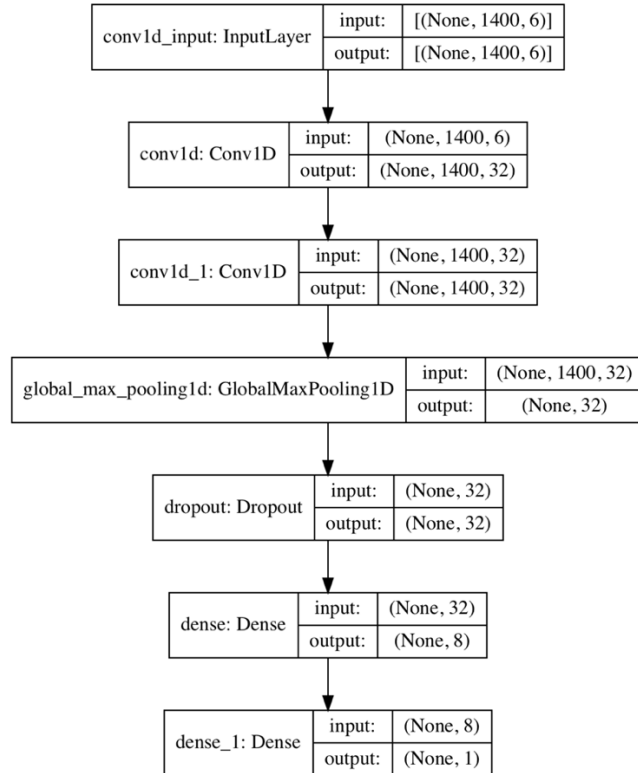 conv1d_input: InputLayer
input: [(None, 1400, 6)]
output: [(None, 1400, 6)]
conv1d: Conv1D
input: (None, 1400, 6)
output: (None, 1400, 32)
conv1d_1: Conv1D
input: (None, 1400, 32)
output: (None, 1400, 32)
global_max_pooling1d: GlobalMaxPooling1D
input: (None, 1400, 32)
output: (None, 32)
dropout: Dropout
input: (None, 32)
output: (None, 32)
dense: Dense
input: (None, 32)
output: (None, 8)
dense_1: Dense
input: (None, 8)
output: (None, 1)